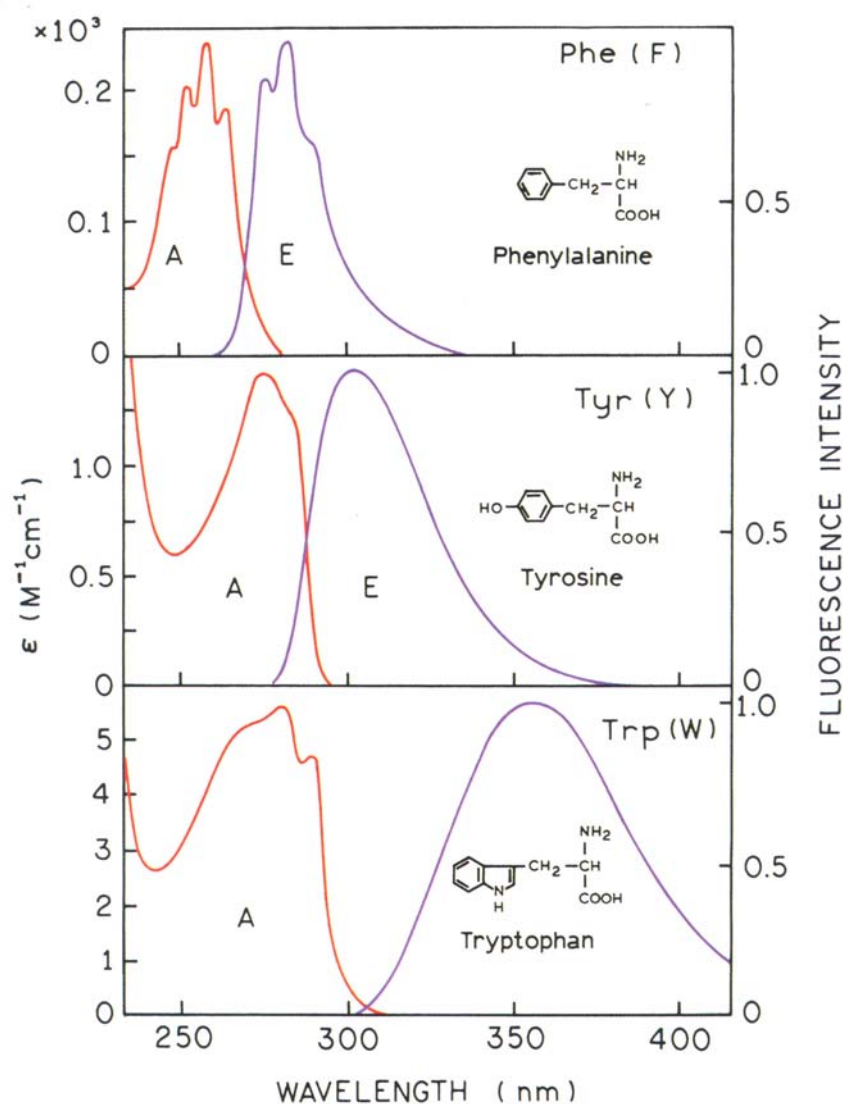 ×10³
Phe (F)
0.2
0.1
0
NH₂
CH₂ CH
COOH
Phenylalanine
A
E
0.5
0
Tyr (Y)
1.0
0.5
0
HO
NH₂
CH₂ CH
COOH
Tyrosine
A
E
1.0
0.5
0
Trp (W)
5
4
3
2
1
0
NH₂
CH₂ CH
COOH
N
H
Tryptophan
A
1.0
0.5
0
ε (M⁻¹cm⁻¹)
FLUORESCENCE INTENSITY
250 300 350 400
WAVELENGTH (nm)